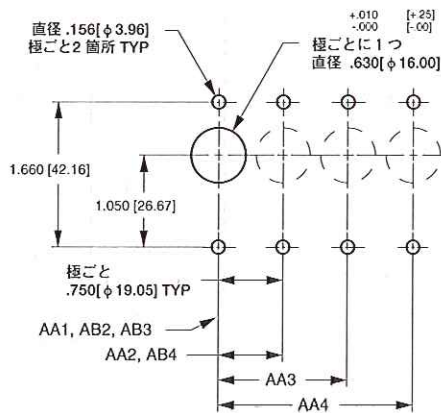 直径 .156[φ3.96]
極ごと2 箇所 TYP
+.010 [+25]
-.000 [-.00]
極ごとに1つ
直径 .630[φ16.00]
1.660 [42.16]
1.050 [26.67]
極ごと
.750[φ19.05] TYP
AA1, AB2, AB3
AA2, AB4
AA3
AA4